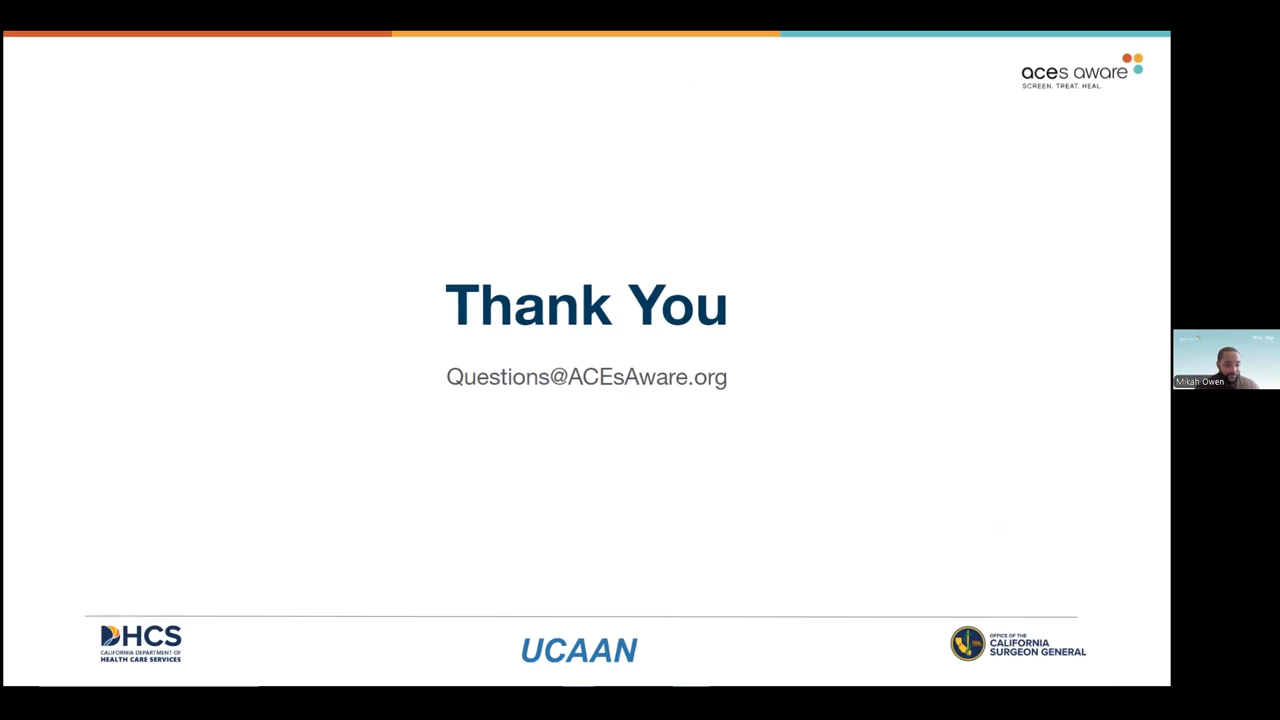 aces aware
SCREEN. TREAT. HEAL.
Thank You
Questions@ACEsAware.org
Mikah Owen
DHCS
CALIFORNIA DEPARTMENT OF
HEALTH CARE SERVICES
UCAAN
OFFICE OF THE
CALIFORNIA
SURGEON GENERAL